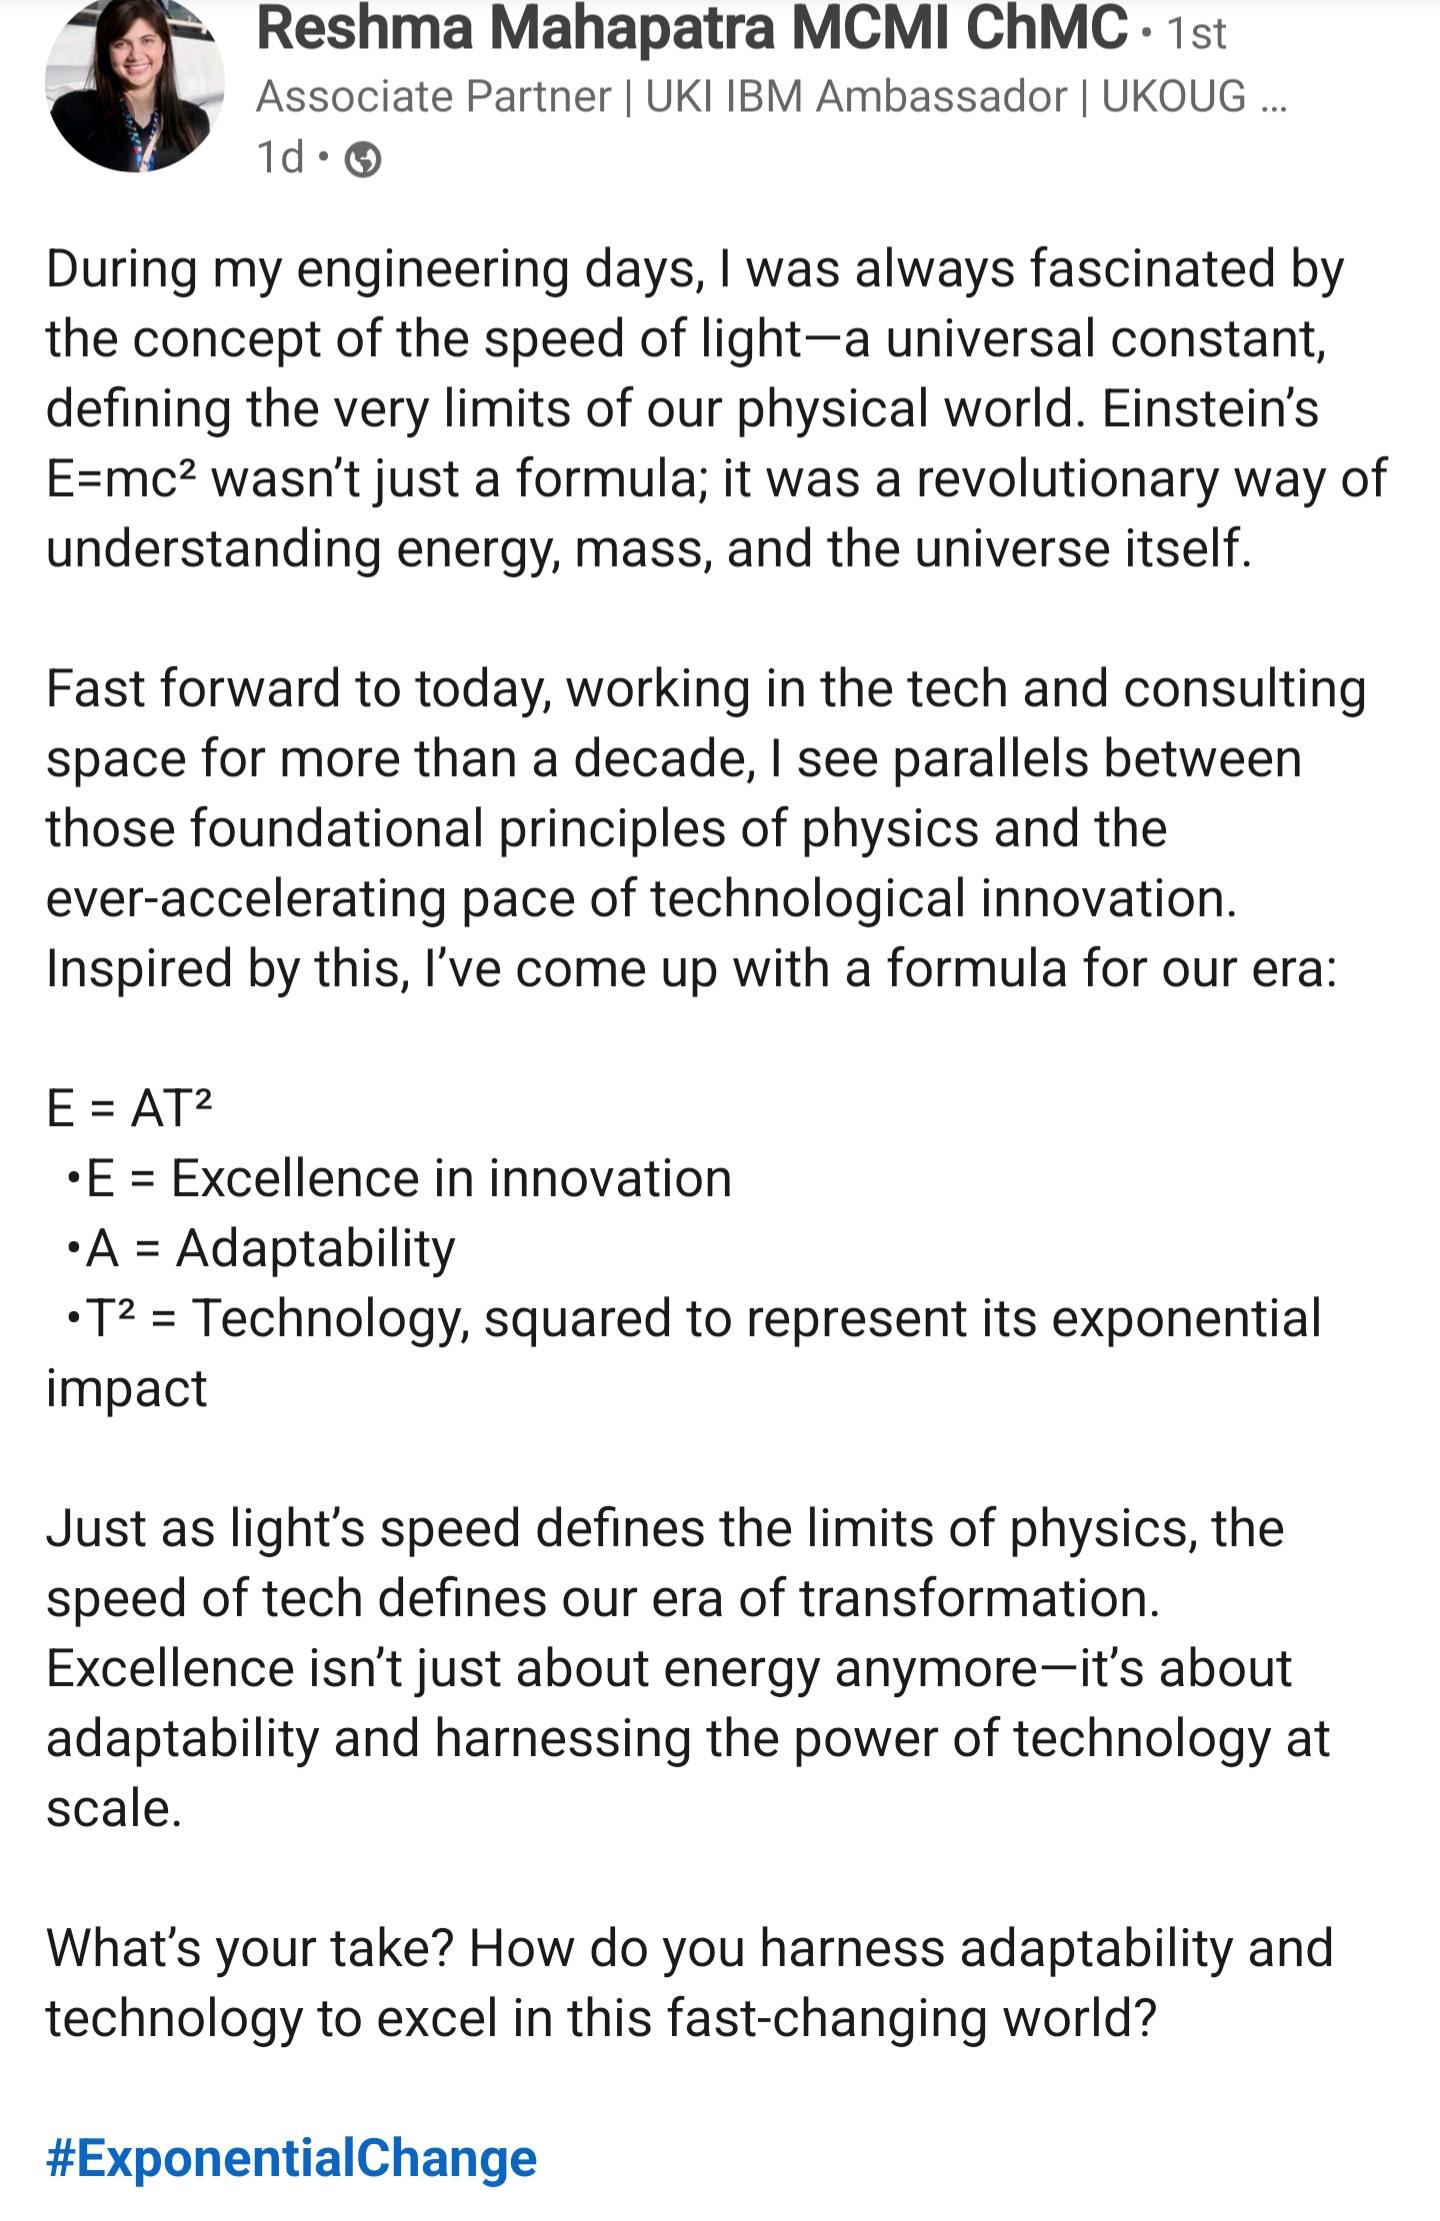 Reshma Mahapatra MCMI ChMC • 1st
Associate Partner | UKI IBM Ambassador | UKOUG ...
1d •
During my engineering days, I was always fascinated by
the concept of the speed of light—a universal constant,
defining the very limits of our physical world. Einstein’s
E=mc² wasn’t just a formula; it was a revolutionary way of
understanding energy, mass, and the universe itself.
Fast forward to today, working in the tech and consulting
space for more than a decade, I see parallels between
those foundational principles of physics and the
ever-accelerating pace of technological innovation.
Inspired by this, I’ve come up with a formula for our era:
E = AT²
•E = Excellence in innovation
•A = Adaptability
•T² = Technology, squared to represent its exponential
impact
Just as light’s speed defines the limits of physics, the
speed of tech defines our era of transformation.
Excellence isn’t just about energy anymore—it’s about
adaptability and harnessing the power of technology at
scale.
What’s your take? How do you harness adaptability and
technology to excel in this fast-changing world?
#ExponentialChange